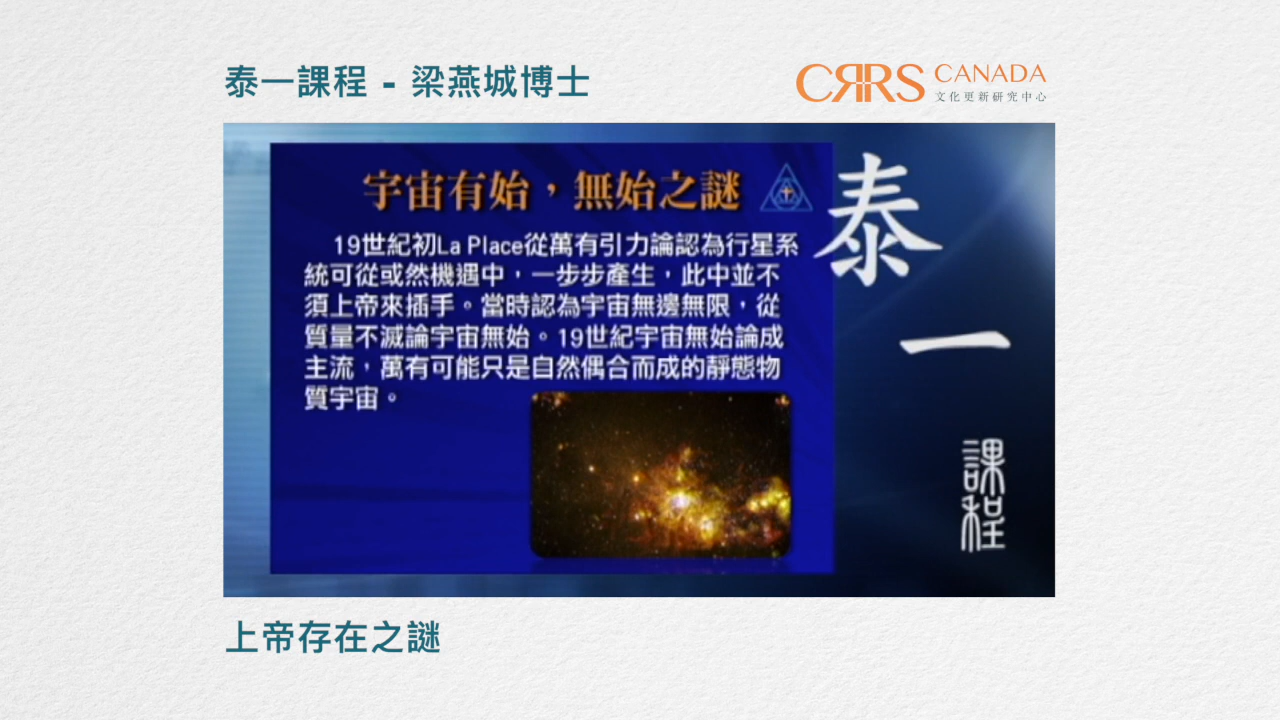 泰一課程 - 梁燕城博士
CRRS CANADA
文化更新研究中心
宇宙有始，無始之謎
19世紀初La Place從萬有引力論認為行星系
統可從或然機遇中，一步步產生，此中並不
須上帝來插手。當時認為宇宙無邊無限，從
質量不滅論宇宙無始。19世紀宇宙無始論成
主流，萬有可能只是自然偶合而成的靜態物
質宇宙。
泰
一
課程
上帝存在之謎